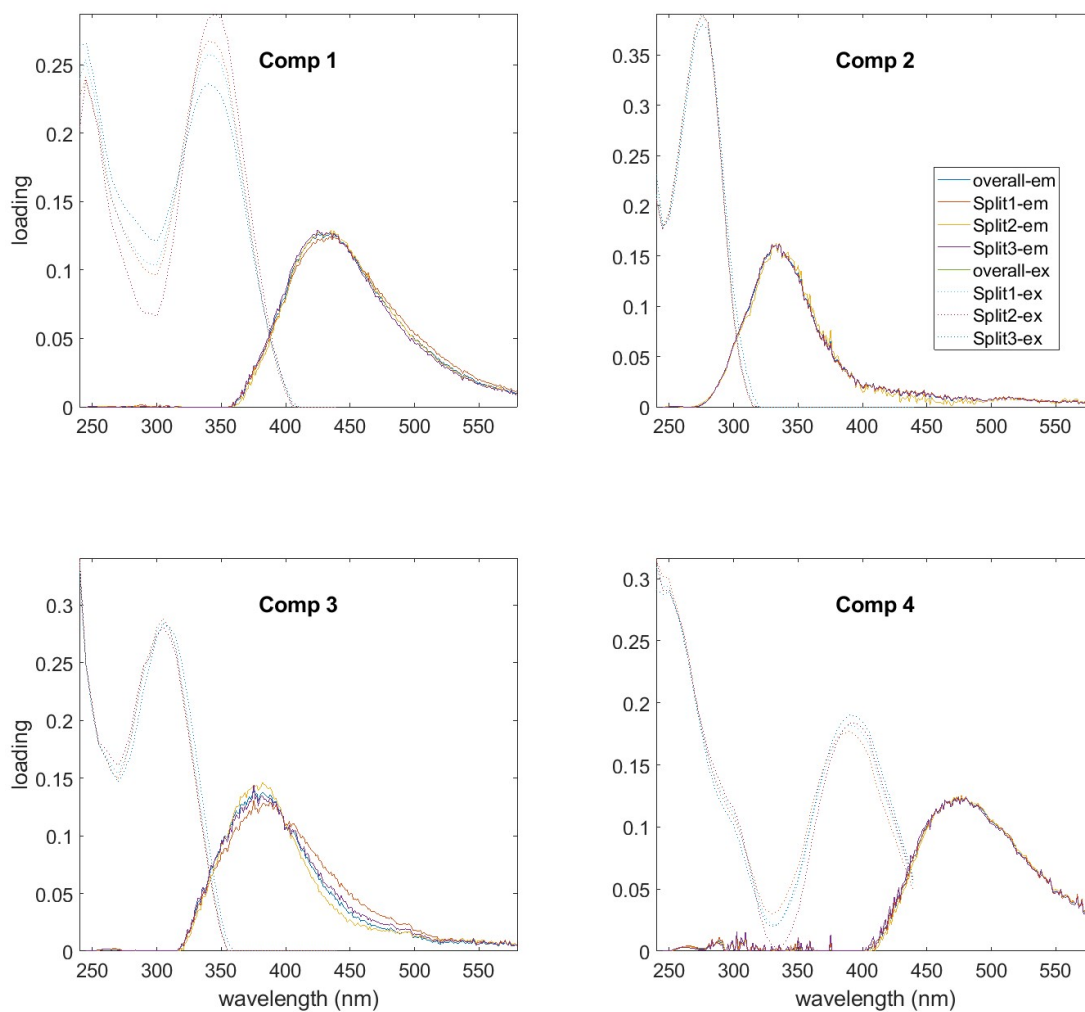 Comp 1
0.25
0.2
0.15
0.1
0.05
0
loading
250 300 350 400 450 500 550
Comp 2
0.35
0.3
0.25
0.2
0.15
0.1
0.05
0
250 300 350 400 450 500 550
overall-em
Split1-em
Split2-em
Split3-em
overall-ex
Split1-ex
Split2-ex
Split3-ex
Comp 3
0.3
0.25
0.2
0.15
0.1
0.05
0
loading
250 300 350 400 450 500 550
wavelength (nm)
Comp 4
0.3
0.25
0.2
0.15
0.1
0.05
0
250 300 350 400 450 500 550
wavelength (nm)